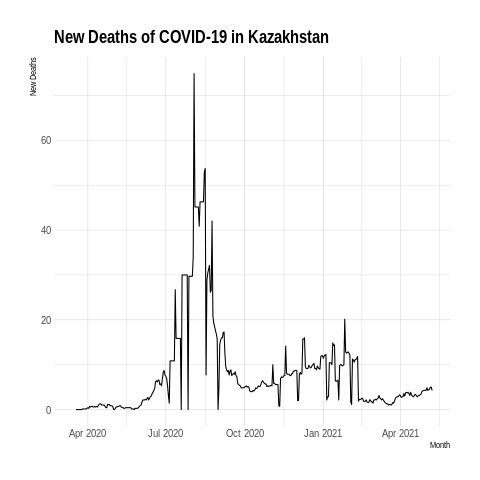 New Deaths of COVID-19 in Kazakhstan
New Deaths
60
40
20
0
Apr 2020 Jul 2020 Oct 2020 Jan 2021 Apr 2021
Month